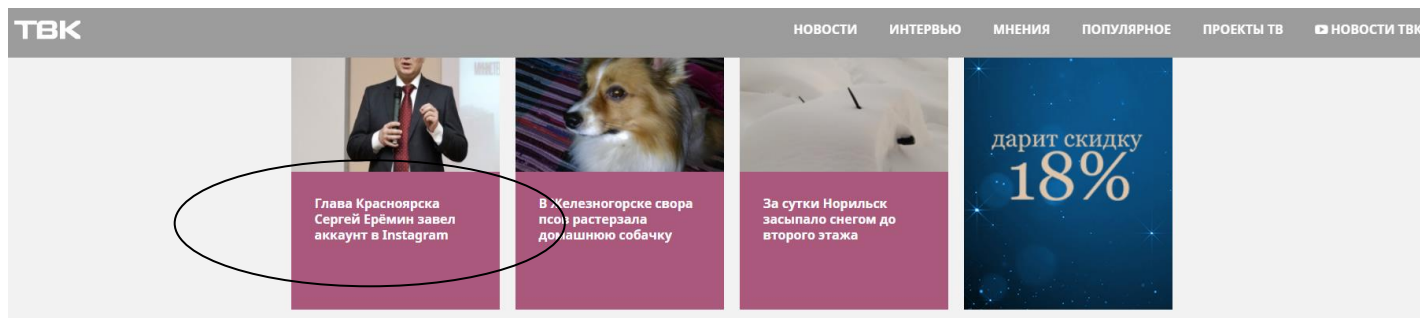 ТВК
НОВОСТИ ИНТЕРВЬЮ МНЕНИЯ ПОПУЛЯРНОЕ ПРОЕКТЫ ТВ НОВОСТИ ТВК
Глава Красноярска
Сергей Ерёмин завел
аккаунт в Instagram
В Железногорске свора
псов растерзала
домашнюю собачку
За сутки Норильск
засыпало снегом до
второго этажа
дарит скидку
18%